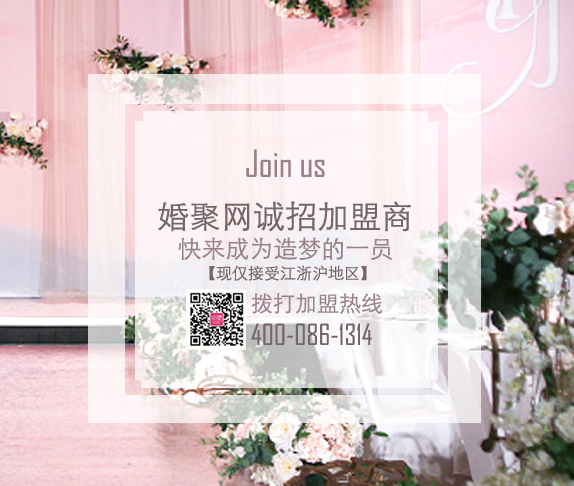 Join us
婚聚网诚招加盟商
快来成为造梦的一员
【现仅接受江浙沪地区】
拨打加盟热线
400-086-1314